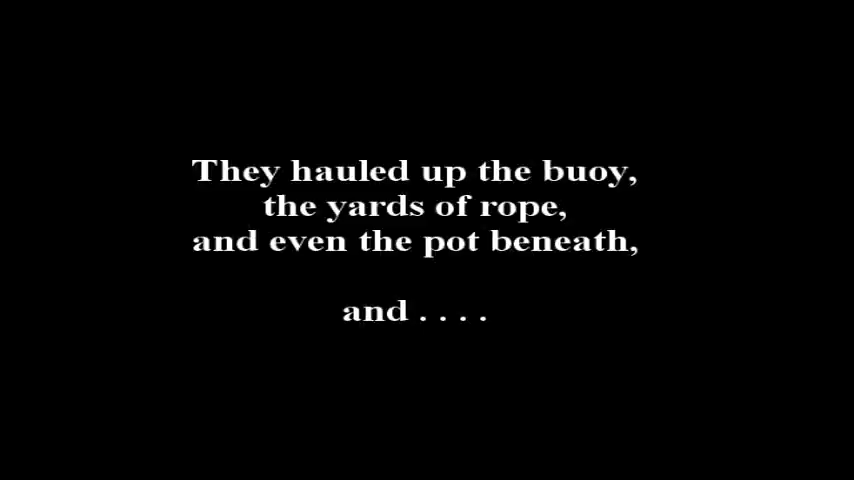 They hauled up the buoy,
the yards of rope,
and even the pot beneath,
and . . . .